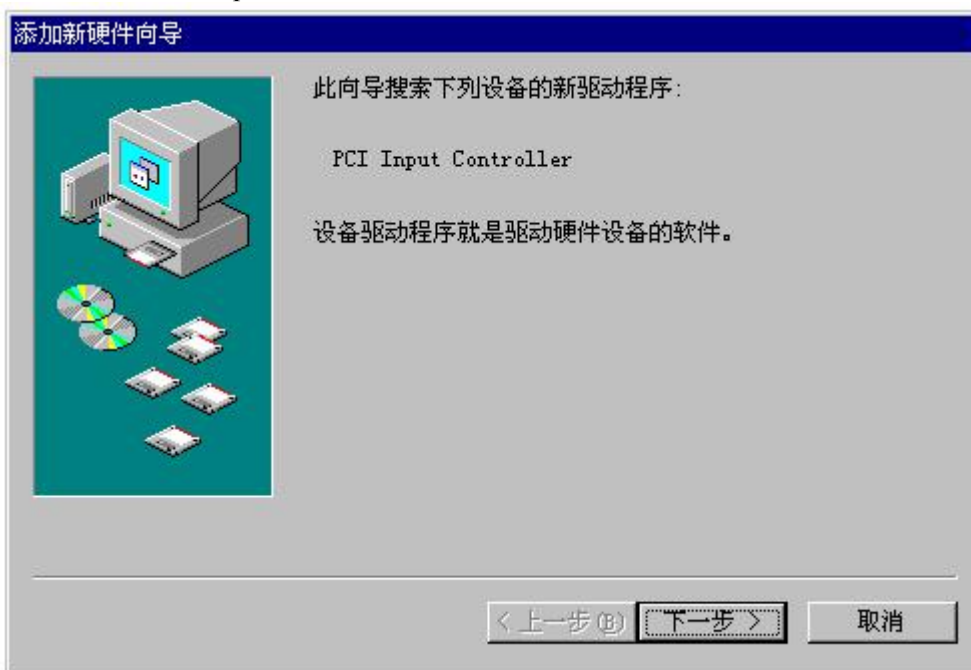 添加新硬件向导
此向导搜索下列设备的新驱动程序：
PCI Input Controller
设备驱动程序就是驱动硬件设备的软件。
< 上一步(B) 下一步 > 取消